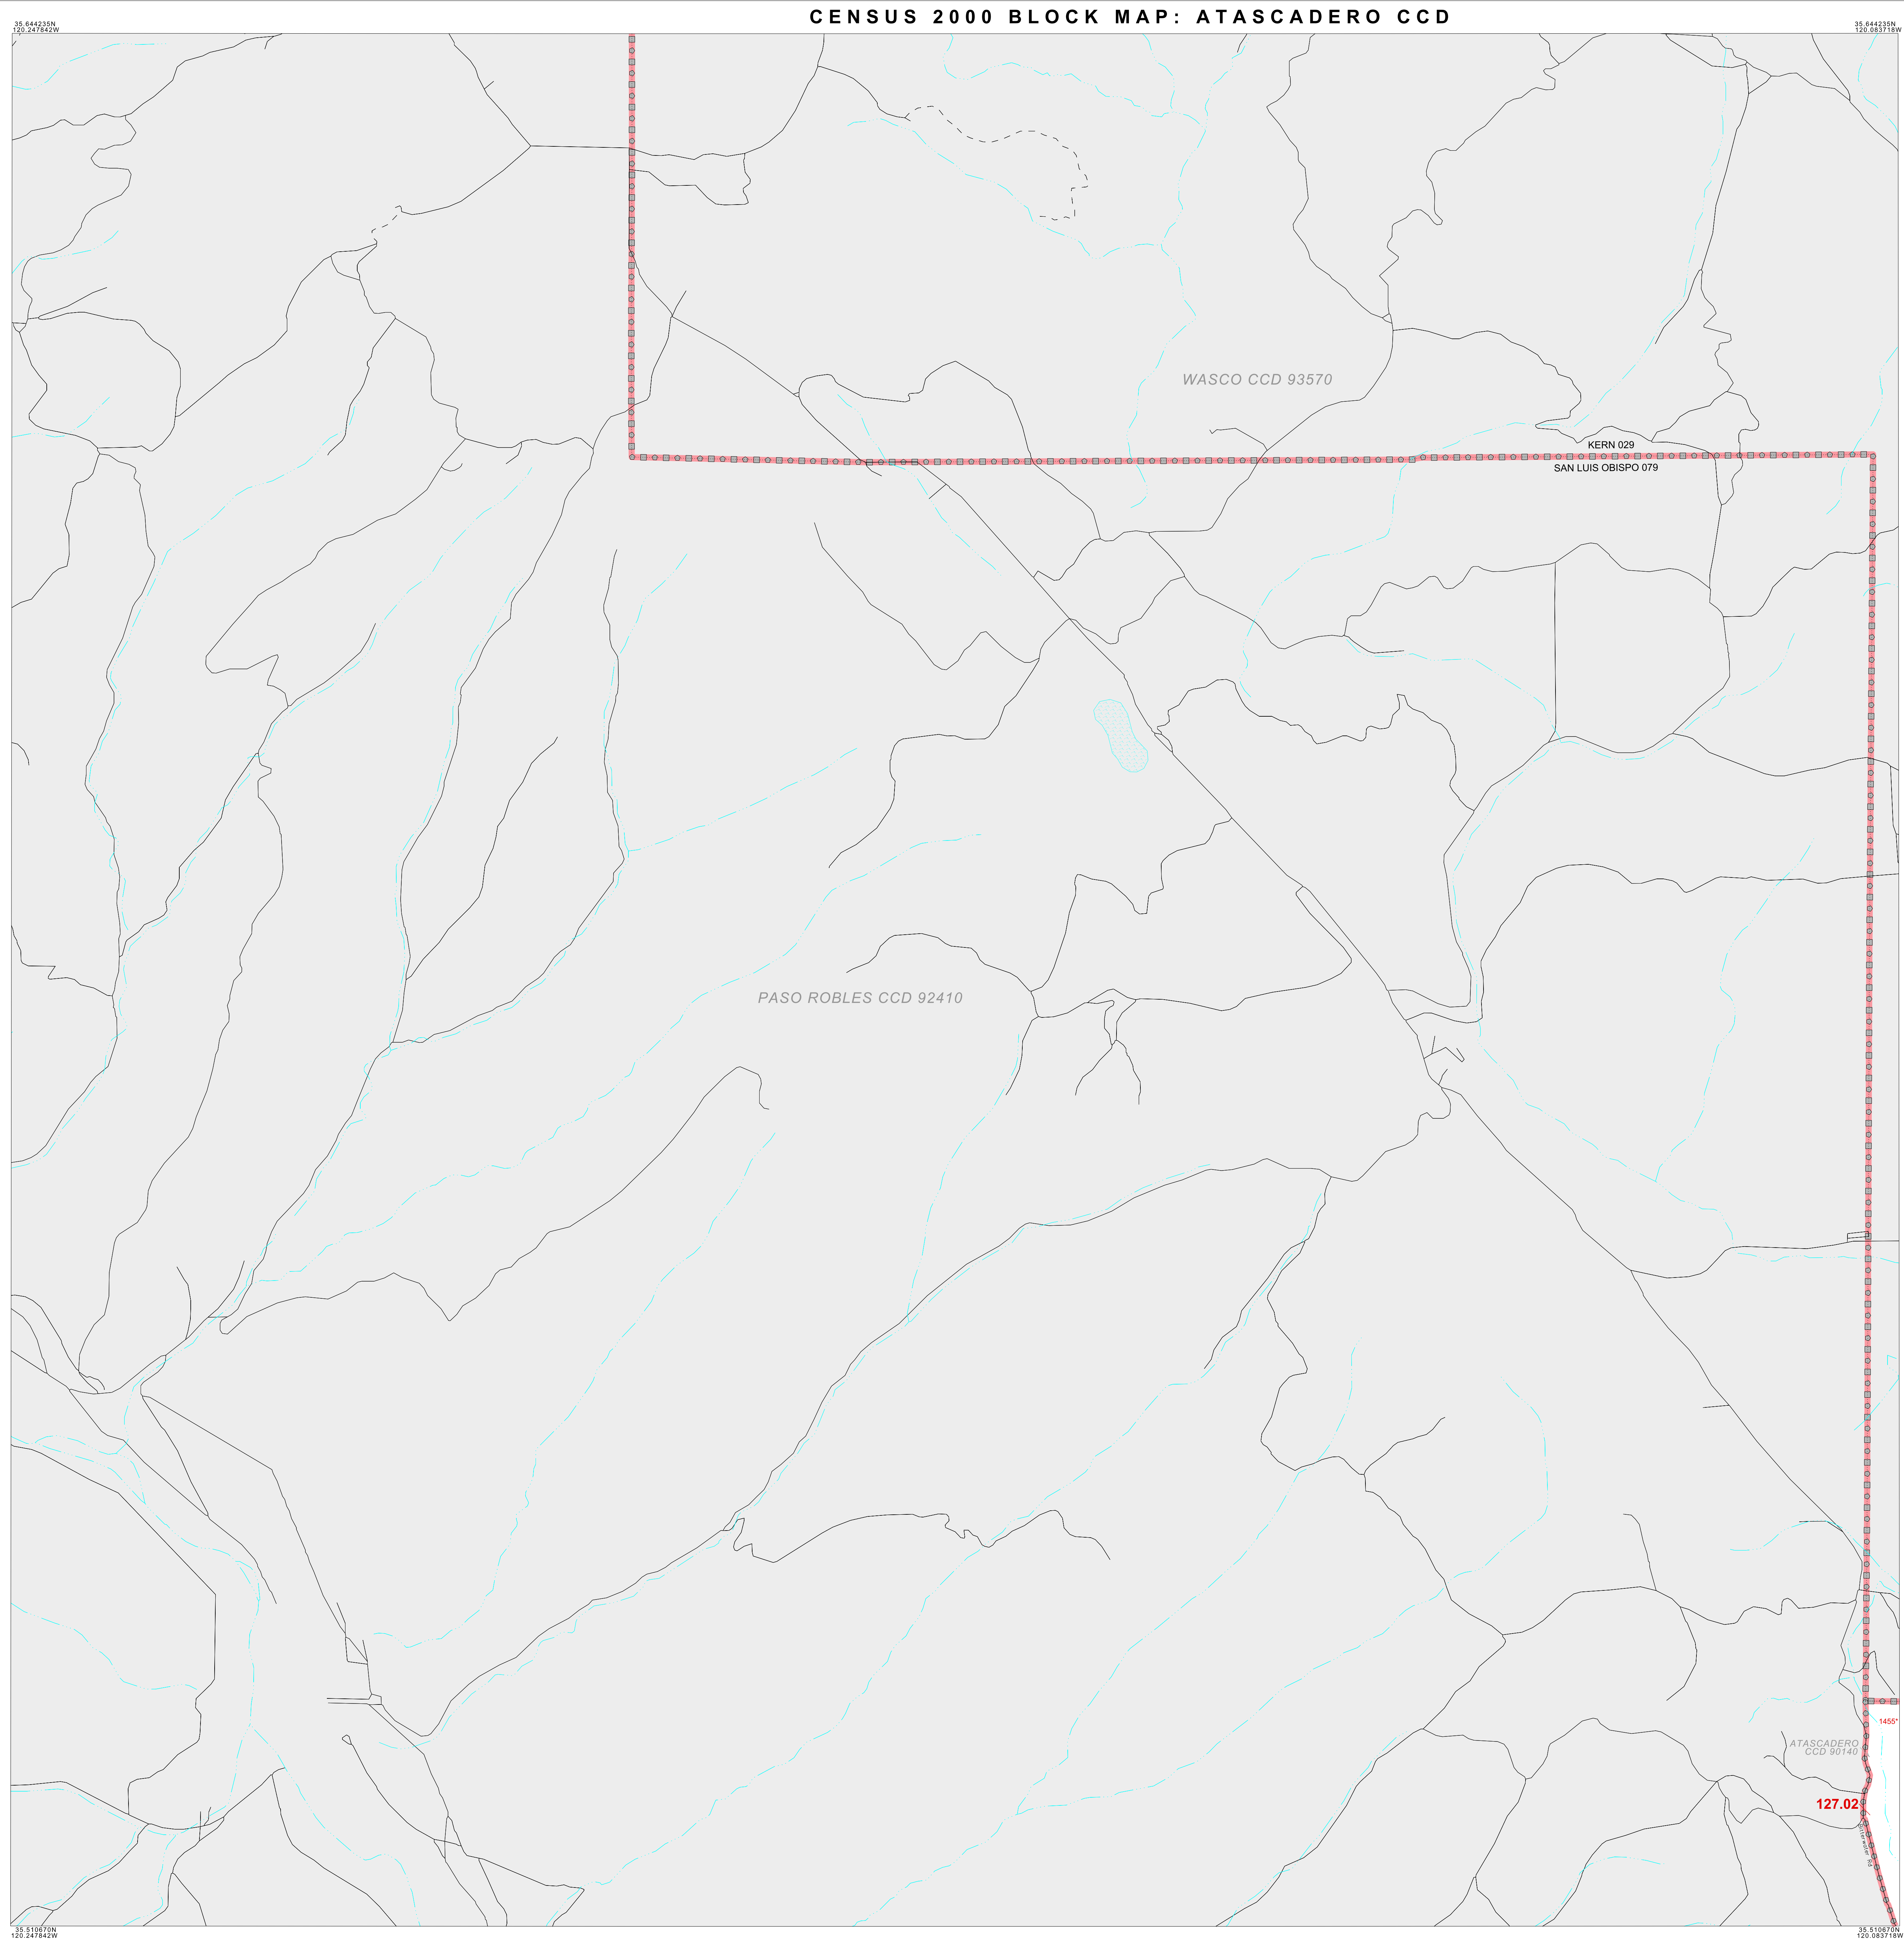 CENSUS 2000 BLOCK MAP: ATASCADERO CCD
35.644235N
120.247842W
35.644235N
120.083718W
WASCO CCD 93570
KERN 029
SAN LUIS OBISPO 079
PASO ROBLES CCD 92410
1455*
ATASCADERO
CCD 90140
127.02
Bitterwater Rd
35.510670N
120.247842W
35.510670N
120.083718W